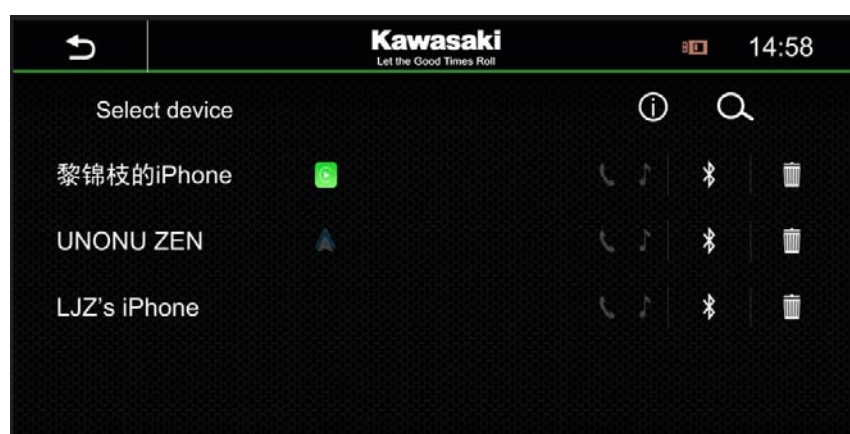 Kawasaki
Let the Good Times Roll
14:58
Select device
黎锦枝的iPhone
UNONU ZEN
LJZ's iPhone